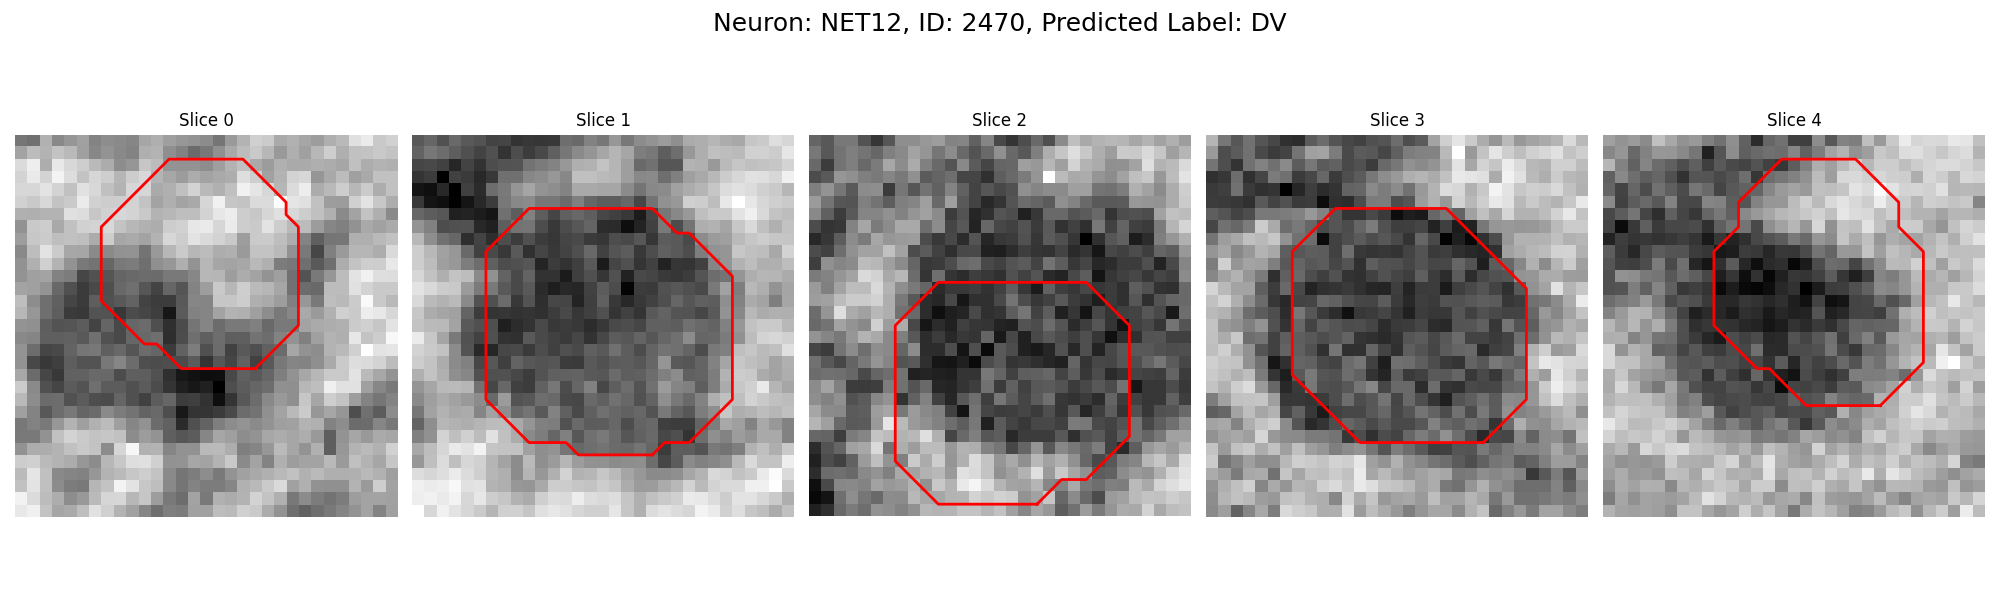 Neuron: NET12, ID: 2470, Predicted Label: DV
Slice 0
Slice 1
Slice 2
Slice 3
Slice 4